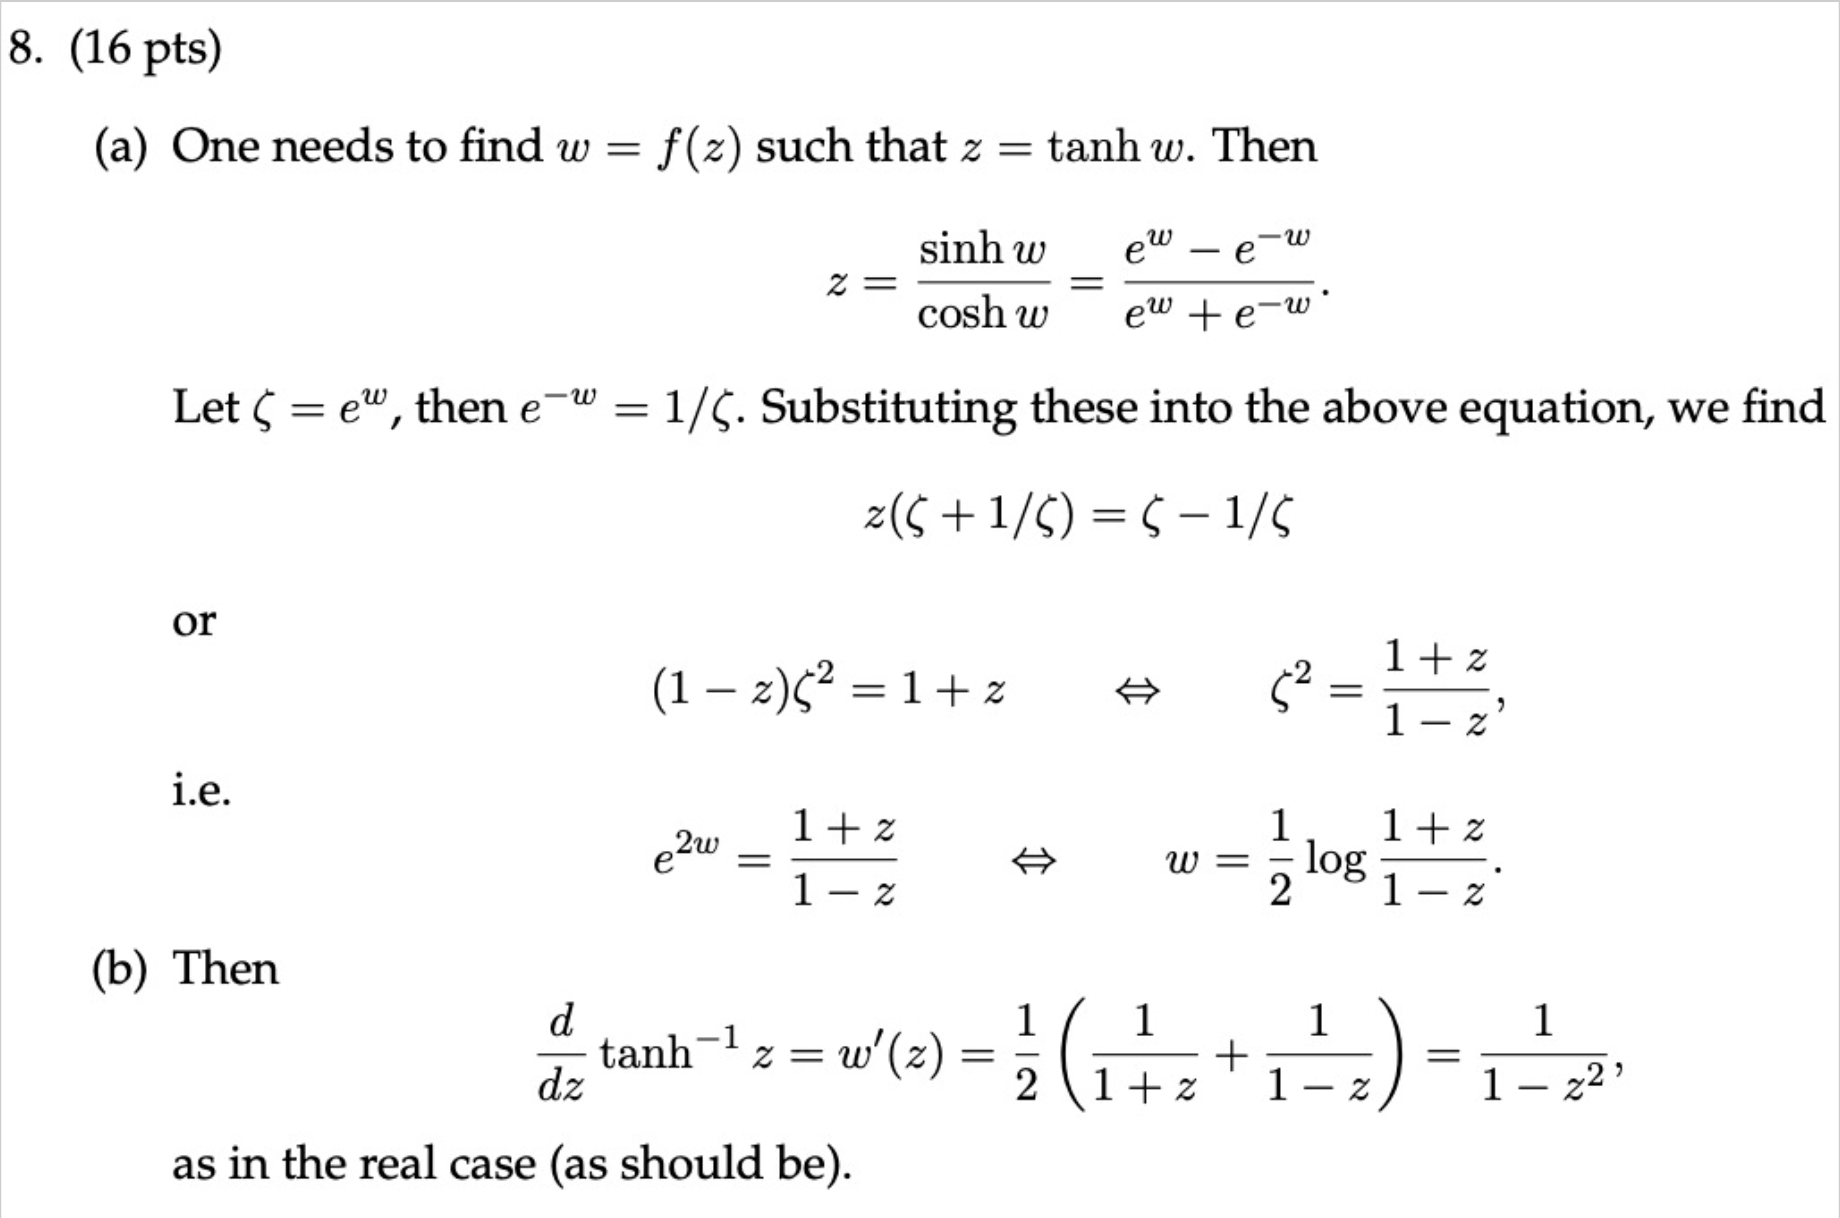 8. (16 pts)
(a) One needs to find $w = f(z)$ such that $z = \tanh w$. Then
$$z = \frac{\sinh w}{\cosh w} = \frac{e^w - e^{-w}}{e^w + e^{-w}}.$$
Let $\zeta = e^w$, then $e^{-w} = 1/\zeta$. Substituting these into the above equation, we find
$$z(\zeta + 1/\zeta) = \zeta - 1/\zeta$$
or
$$(1 - z)\zeta^2 = 1 + z \quad \Leftrightarrow \quad \zeta^2 = \frac{1 + z}{1 - z},$$
i.e.
$$e^{2w} = \frac{1 + z}{1 - z} \quad \Leftrightarrow \quad w = \frac{1}{2} \log \frac{1 + z}{1 - z}.$$
(b) Then
$$\frac{d}{dz} \tanh^{-1} z = w'(z) = \frac{1}{2} \left( \frac{1}{1 + z} + \frac{1}{1 - z} \right) = \frac{1}{1 - z^2},$$
as in the real case (as should be).